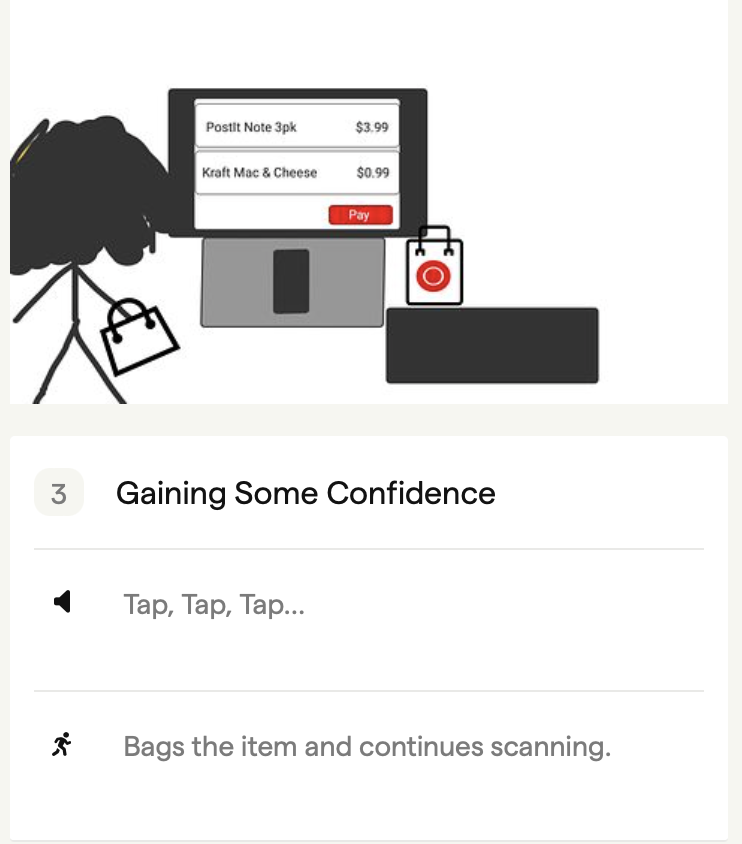 PostIt Note 3pk $3.99
Kraft Mac & Cheese $0.99
Pay
3 Gaining Some Confidence
Tap, Tap, Tap...
Bags the item and continues scanning.